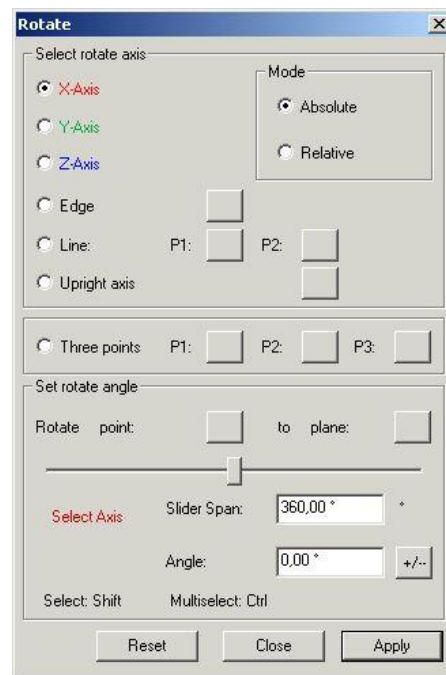 Rotate
Select rotate axis
Mode
X-Axis
Absolute
Y-Axis
Relative
Z-Axis
Edge
Line: P1: P2:
Upright axis
Three points P1: P2: P3:
Set rotate angle
Rotate point: to plane:
Select Axis Slider Span: 360,00 ° °
Angle: 0,00 ° +/--
Select: Shift Multiselect: Ctrl
Reset Close Apply